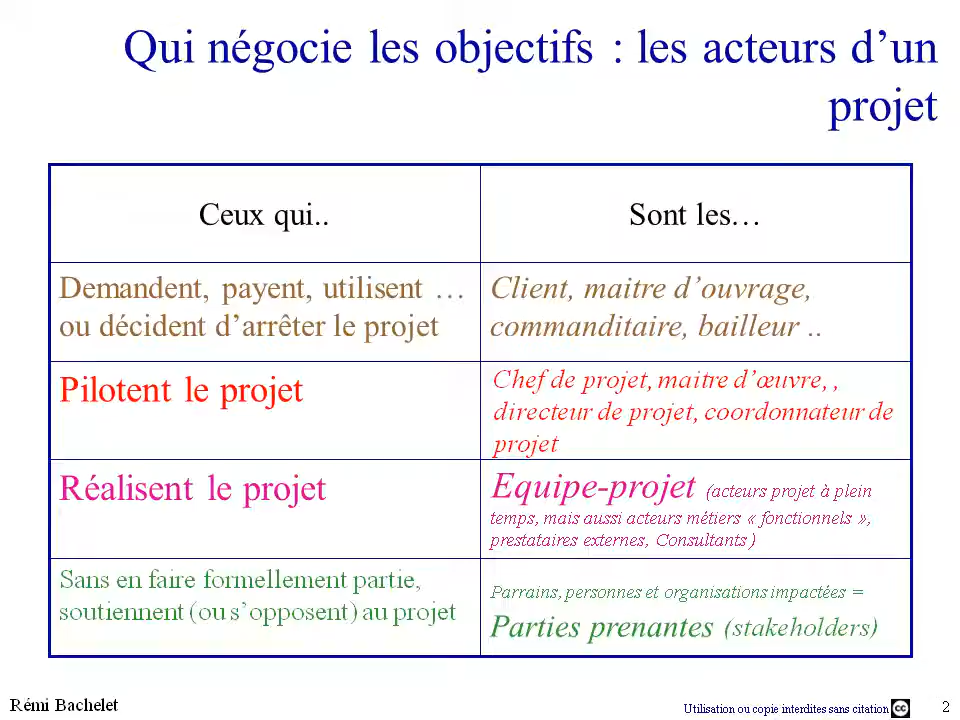 Qui négocie les objectifs : les acteurs d’un
projet
Ceux qui..
Sont les…
Demandent, payent, utilisent …
ou décident d’arrêter le projet
Client, maitre d’ouvrage,
commanditaire, bailleur ..
Pilotent le projet
Chef de projet, maitre d’œuvre, ,
directeur de projet, coordonnateur de
projet
Réalisent le projet
Equipe-projet (acteurs projet à plein
temps, mais aussi acteurs métiers « fonctionnels »,
prestataires externes, Consultants )
Sans en faire formellement partie,
soutiennent (ou s’opposent) au projet
Parrains, personnes et organisations impactées =
Parties prenantes (stakeholders)
Rémi Bachelet
Utilisation ou copie interdites sans citation
cc
2